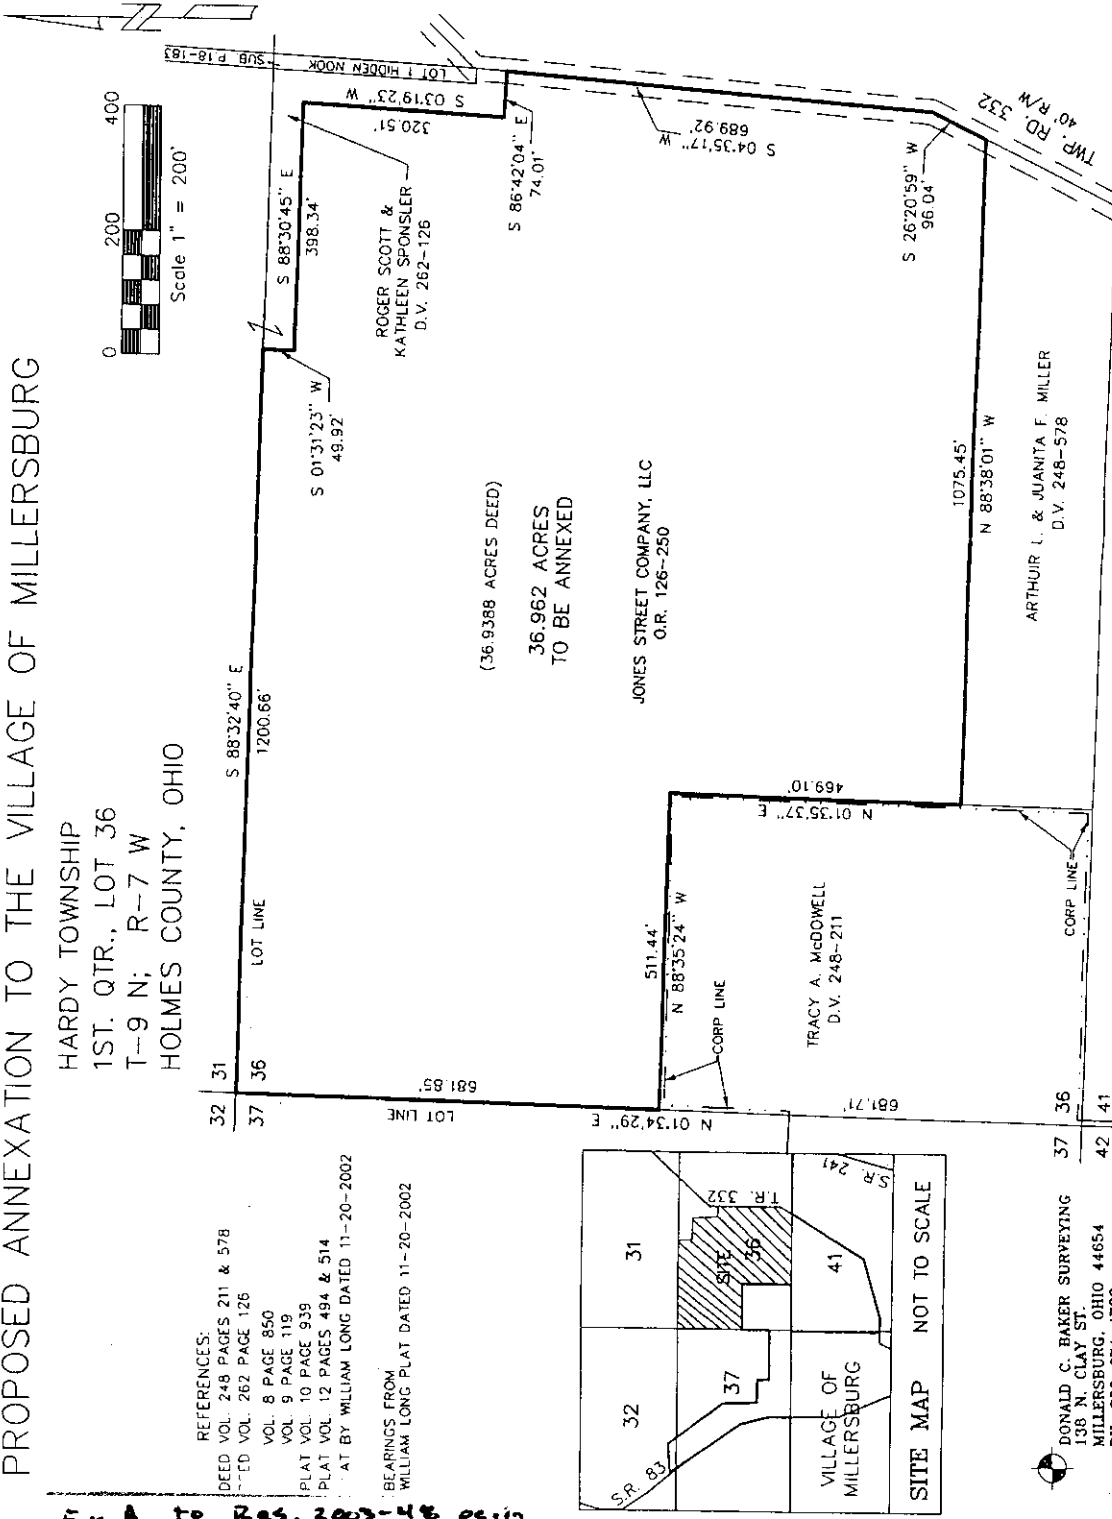 PROPOSED ANNEXATION TO THE VILLAGE OF MILLERSBURG
HARDY TOWNSHIP
1ST. QTR., LOT 36
T-9 N; R-7 W
HOLMES COUNTY, OHIO
0 200 400
Scale 1" = 200'
32 31
37 36
LOT LINE
S 88°32'40" E
1200.66'
S 01°31'23" W
49.92'
S 88°30'45" E
398.34'
S 03°19'23" W
320.51'
LOT 1 HIDDEN NOOK
SUB. P.18-183
ROGER SCOTT &
KATHLEEN SPONSLER
D.V. 262-126
S 86°42'04" E
74.01'
S 04°35'17" W
689.92'
S 26°20'59" W
96.04'
TWP. RD. 332
40' R/W
(36.9388 ACRES DEED)
36.962 ACRES
TO BE ANNEXED
JONES STREET COMPANY, LLC
O.R. 126-250
1075.45'
N 88°38'01" W
ARTHUIR L. & JUANITA F. MILLER
D.V. 248-578
469.10'
N 01°35'37" E
511.44'
N 88°35'24" W
CORP LINE
TRACY A. McDOWELL
D.V. 248-211
CORP LINE
681.85'
LOT LINE
N 01°34'29" E
681.71'
37 36
42 41
REFERENCES:
DEED VOL. 248 PAGES 211 & 578
ED VOL. 262 PAGE 126
VOL. 8 PAGE 850
VOL. 9 PAGE 119
PLAT VOL. 10 PAGE 939
PLAT VOL. 12 PAGES 494 & 514
AT BY WILLIAM LONG DATED 11-20-2002
BEARINGS FROM
WILLIAM LONG PLAT DATED 11-20-2002
32
31
37
SITE
36
T.R. 332
41
S.R. 241
S.R. 83
VILLAGE OF
MILLERSBURG
SITE MAP NOT TO SCALE
DONALD C. BAKER SURVEYING
138 N. CLAY ST.
MILLERSBURG, OHIO 44654
A to Res. 2003-48